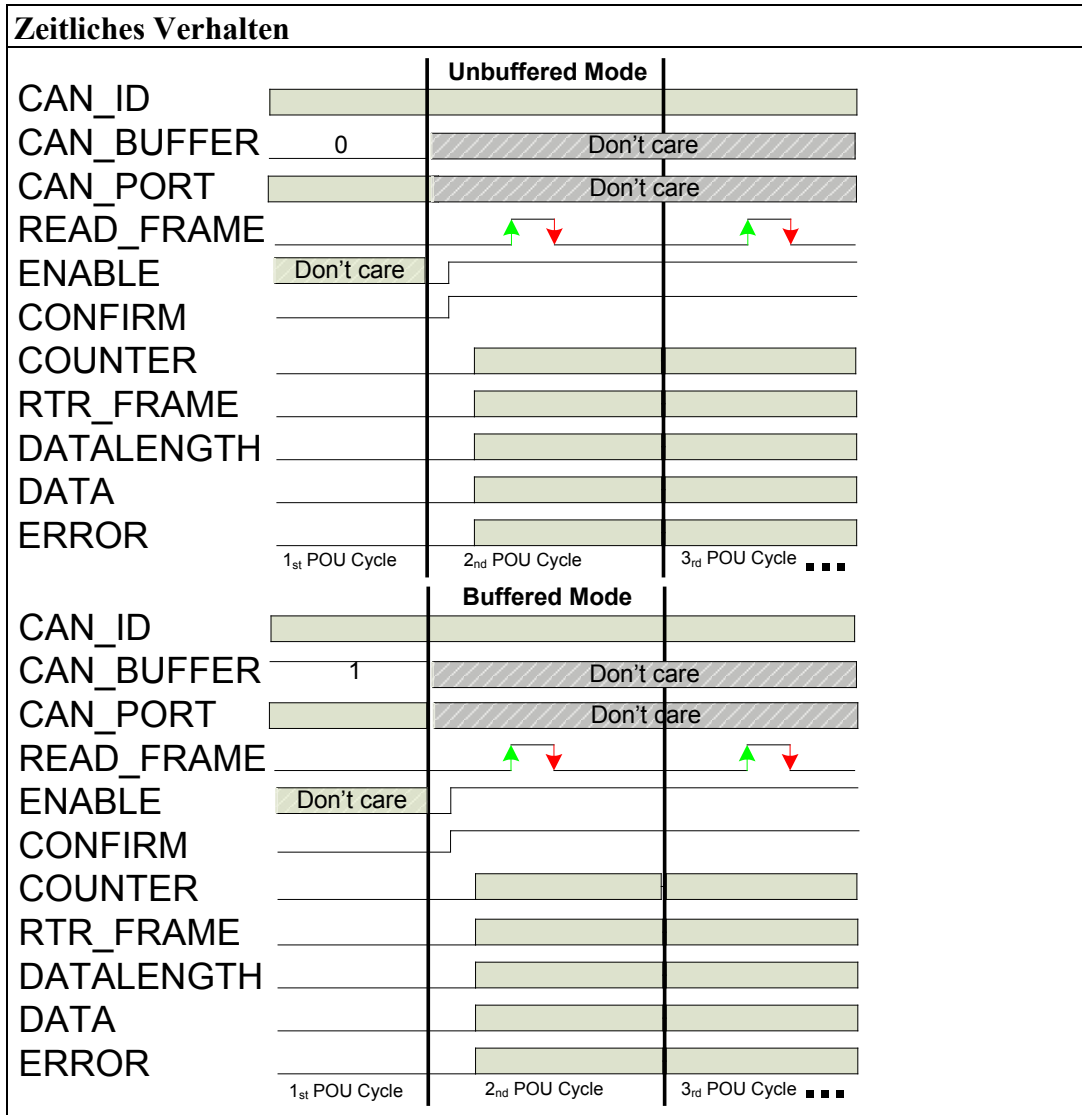 Zeitliches Verhalten
Unbuffered Mode
CAN_ID
CAN_BUFFER 0 Don't care
CAN_PORT Don't care
READ_FRAME
ENABLE Don't care
CONFIRM
COUNTER
RTR_FRAME
DATALENGTH
DATA
ERROR
1st POU Cycle 2nd POU Cycle 3rd POU Cycle ...
Buffered Mode
CAN_ID
CAN_BUFFER 1 Don't care
CAN_PORT Don't care
READ_FRAME
ENABLE Don't care
CONFIRM
COUNTER
RTR_FRAME
DATALENGTH
DATA
ERROR
1st POU Cycle 2nd POU Cycle 3rd POU Cycle ...